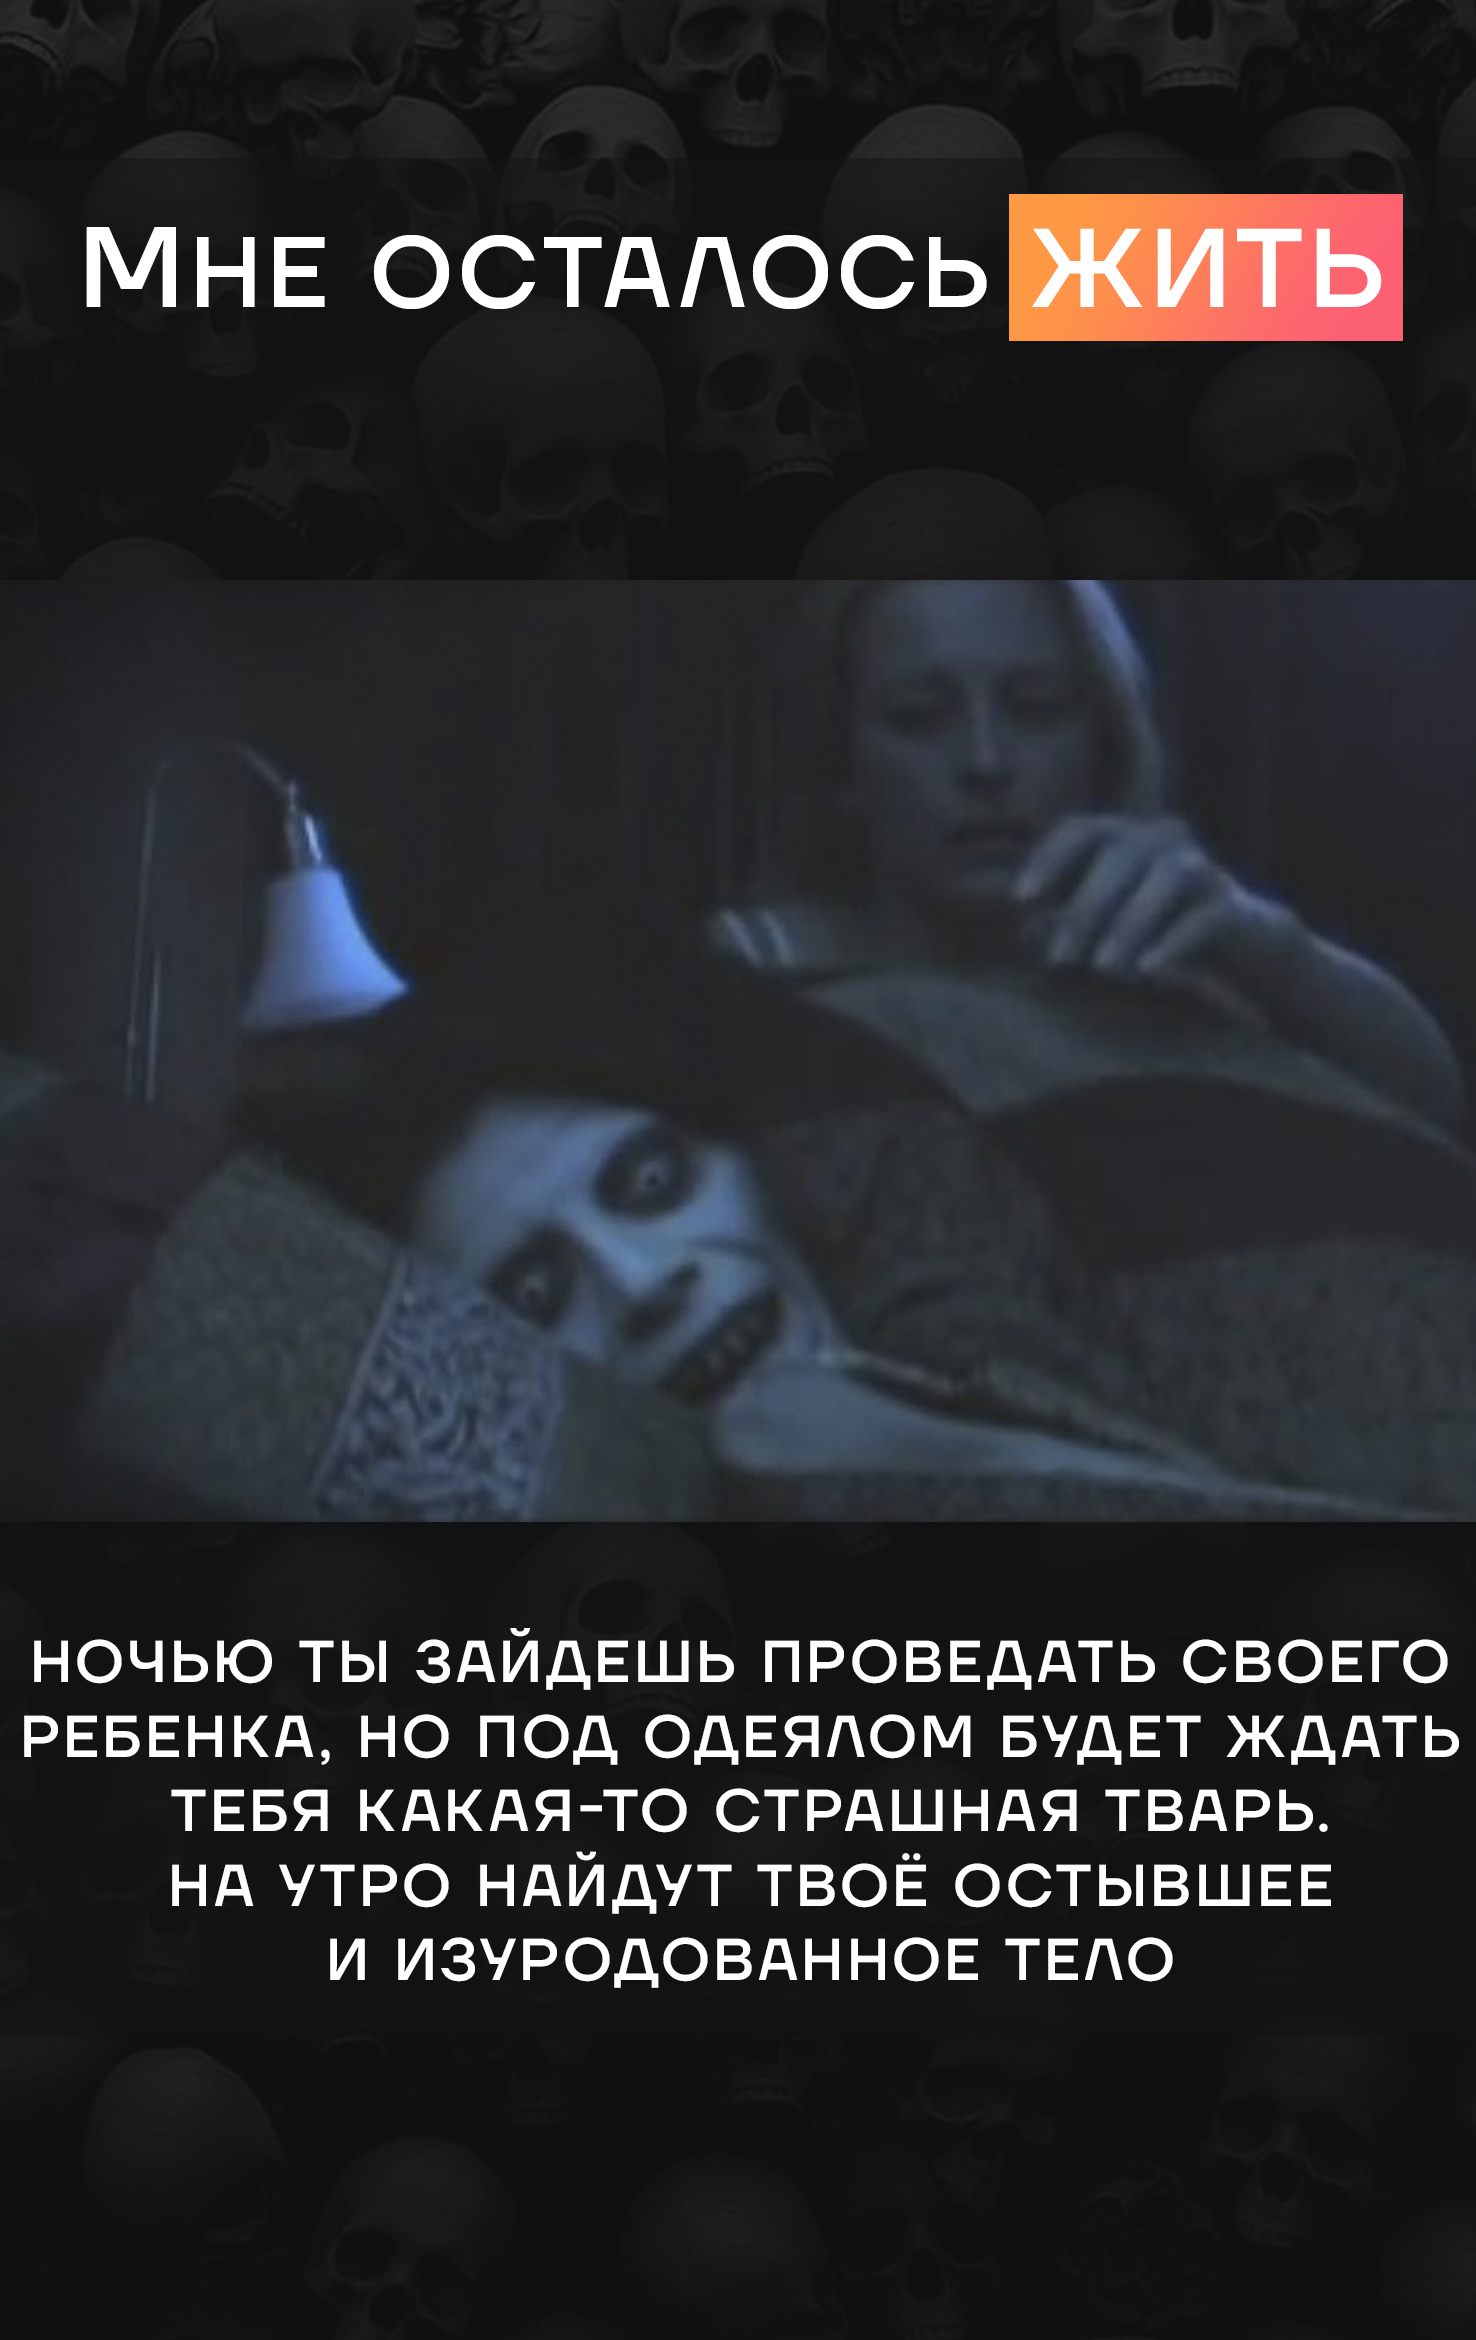 Мне осталось жить
НОЧЬЮ ТЫ ЗАЙДЕШЬ ПРОВЕДАТЬ СВОЕГО
РЕБЕНКА, НО ПОД ОДЕЯЛОМ БУДЕТ ЖДАТЬ
ТЕБЯ КАКАЯ-ТО СТРАШНАЯ ТВАРЬ.
НА УТРО НАЙДУТ ТВОЁ ОСТЫВШЕЕ
И ИЗУРОДОВАННОЕ ТЕЛО